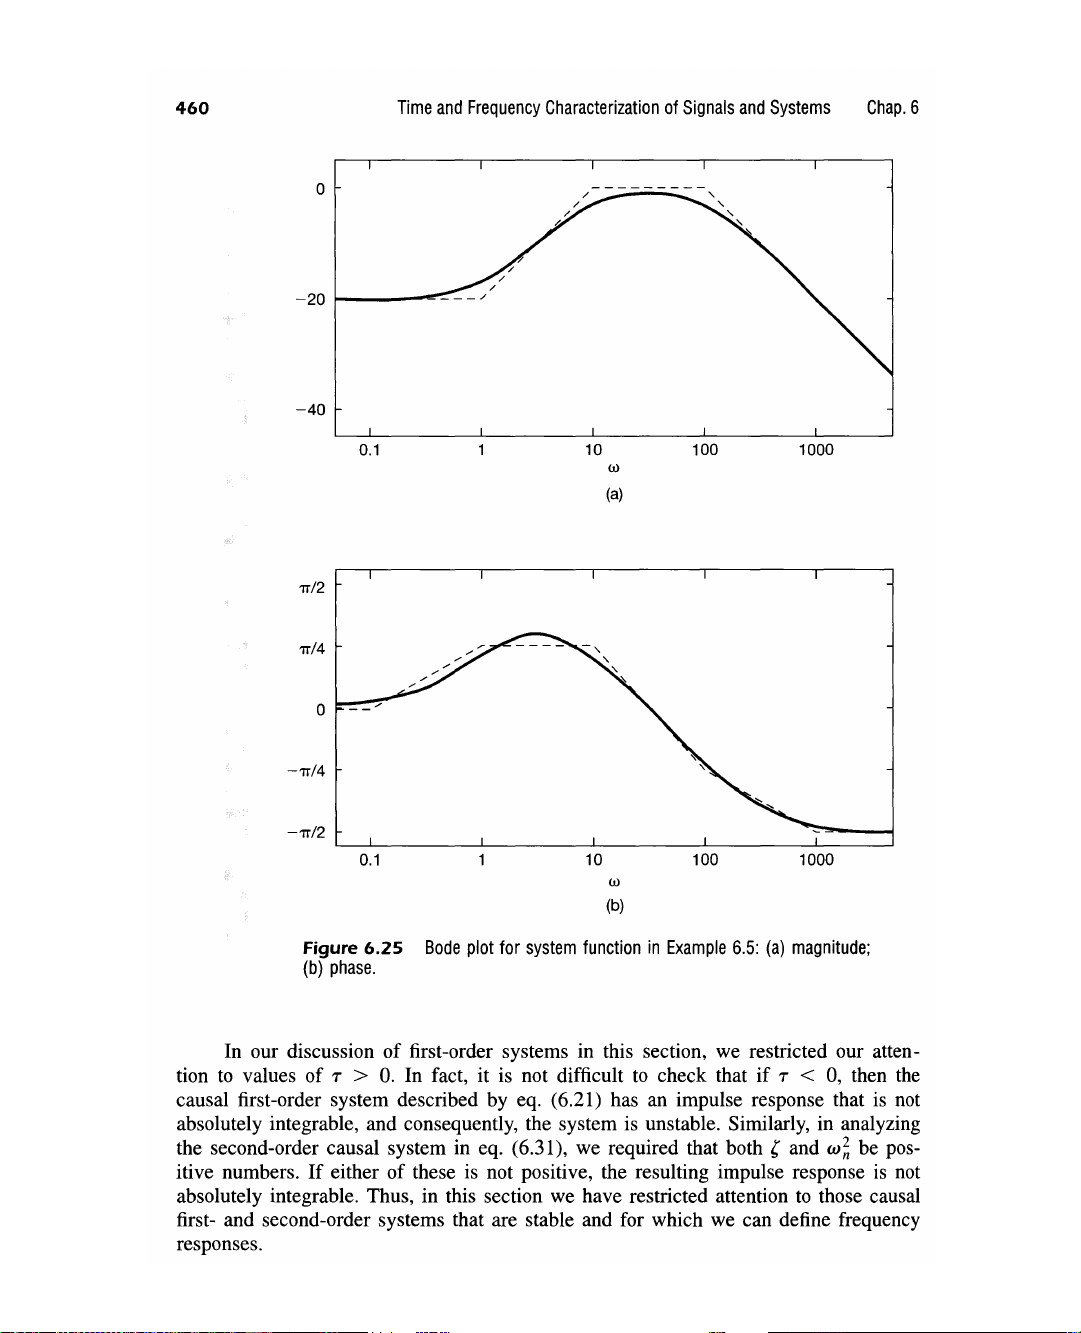 460 Time and Frequency Characterization of Signals and Systems Chap. 6
0
−20
−40
0.1 1 10 100 1000
ω
(a)
π/2
π/4
0
−π/4
−π/2
0.1 1 10 100 1000
ω
(b)
Figure 6.25 Bode plot for system function in Example 6.5: (a) magnitude;
(b) phase.
In our discussion of first-order systems in this section, we restricted our atten-
tion to values of τ > 0. In fact, it is not difficult to check that if τ < 0, then the
causal first-order system described by eq. (6.21) has an impulse response that is not
absolutely integrable, and consequently, the system is unstable. Similarly, in analyzing
the second-order causal system in eq. (6.31), we required that both ζ and ωₙ² be pos-
itive numbers. If either of these is not positive, the resulting impulse response is not
absolutely integrable. Thus, in this section we have restricted attention to those causal
first- and second-order systems that are stable and for which we can define frequency
responses.